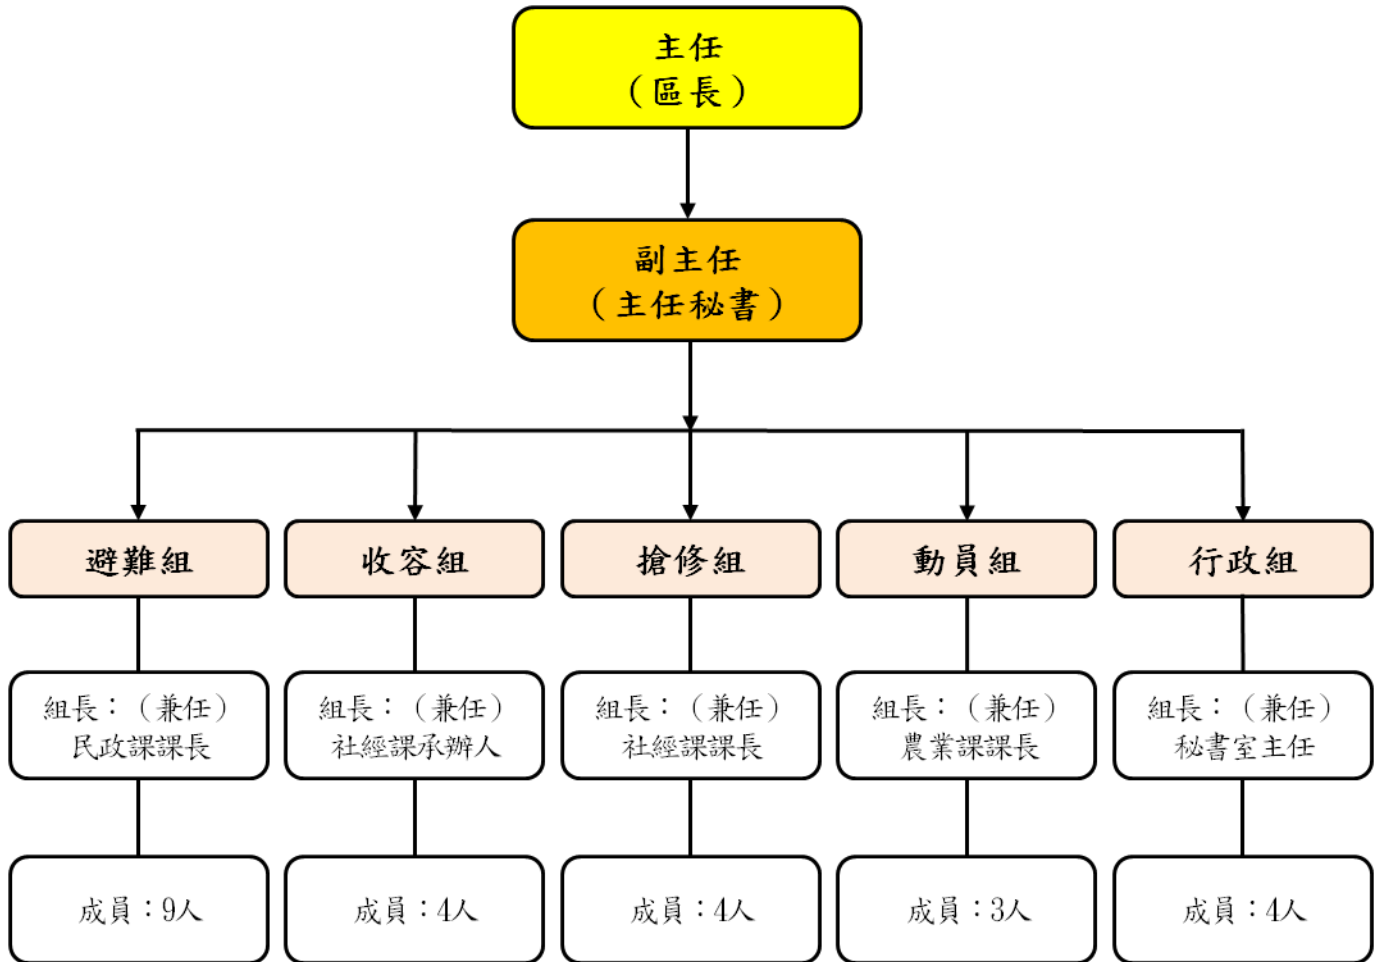 主任
（區長）
副主任
（主任秘書）
避難組
收容組
搶修組
動員組
行政組
組長：（兼任）
民政課課長
組長：（兼任）
社經課承辦人
組長：（兼任）
社經課課長
組長：（兼任）
農業課課長
組長：（兼任）
秘書室主任
成員：9人
成員：4人
成員：4人
成員：3人
成員：4人